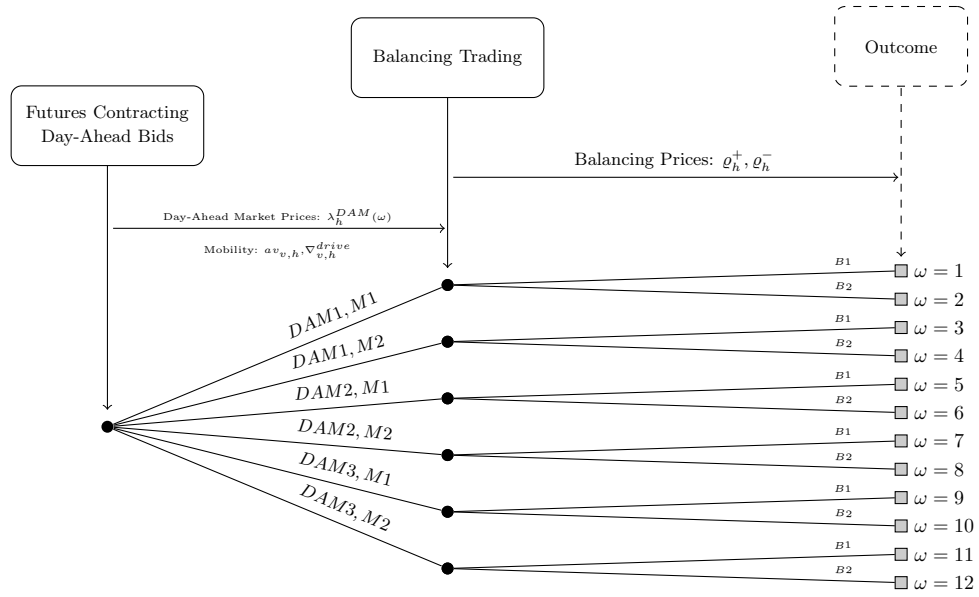 Outcome
Balancing Trading
Futures Contracting
Day-Ahead Bids
Balancing Prices: ϱ_h^+, ϱ_h^-
Day-Ahead Market Prices: λ_h^{DAM}(ω)
Mobility: av_{v,h}, ∇_{v,h}^{drive}
DAM1, M1
DAM1, M2
DAM2, M1
DAM2, M2
DAM3, M1
DAM3, M2
B1
ω = 1
B2
ω = 2
B1
ω = 3
B2
ω = 4
B1
ω = 5
B2
ω = 6
B1
ω = 7
B2
ω = 8
B1
ω = 9
B2
ω = 10
B1
ω = 11
B2
ω = 12